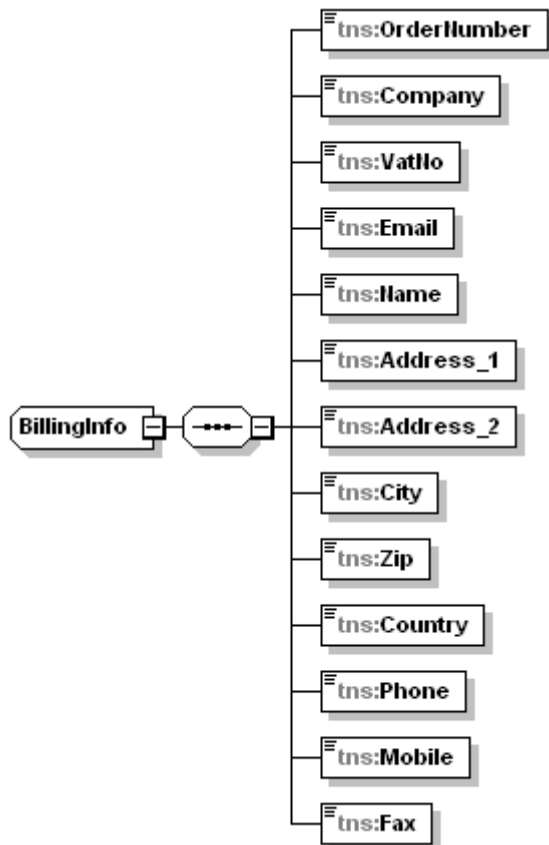 tns:OrderNumber
tns:Company
tns:VatNo
tns:Email
tns:Name
tns:Address_1
BillingInfo
tns:Address_2
tns:City
tns:Zip
tns:Country
tns:Phone
tns:Mobile
tns:Fax